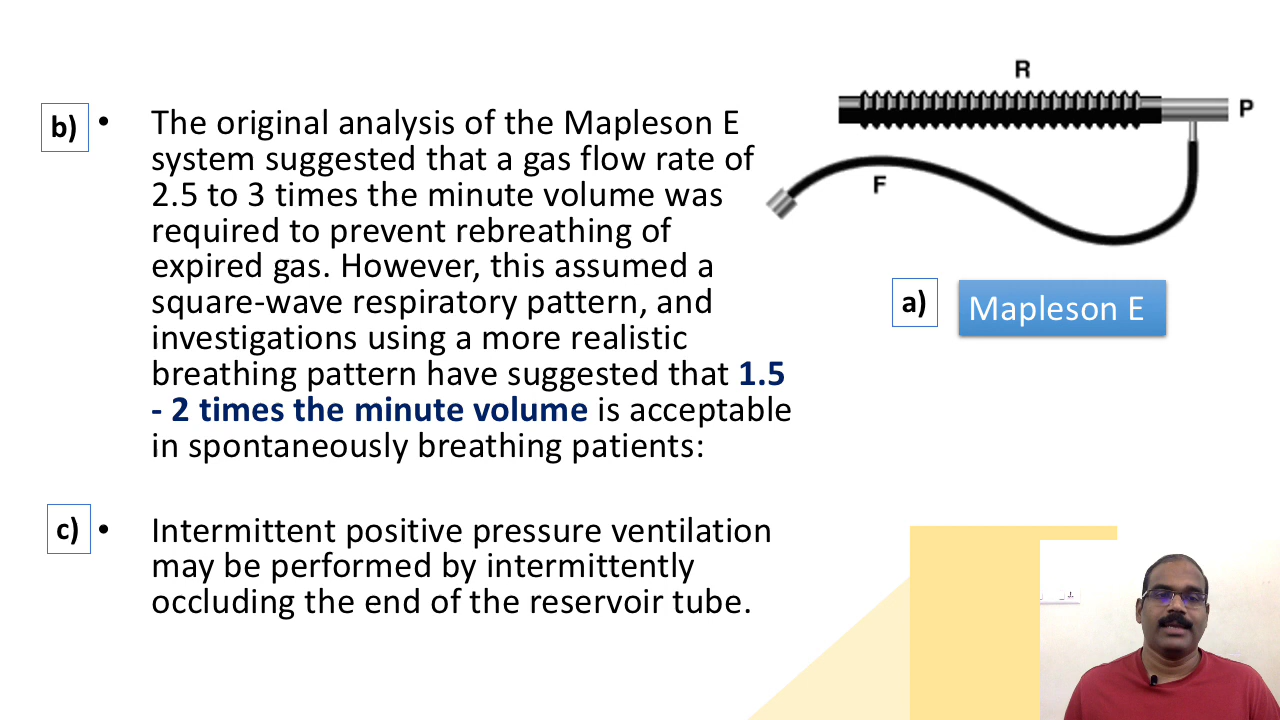 b)
• The original analysis of the Mapleson E
system suggested that a gas flow rate of
2.5 to 3 times the minute volume was
required to prevent rebreathing of
expired gas. However, this assumed a
square-wave respiratory pattern, and
investigations using a more realistic
breathing pattern have suggested that 1.5
- 2 times the minute volume is acceptable
in spontaneously breathing patients:
c)
• Intermittent positive pressure ventilation
may be performed by intermittently
occluding the end of the reservoir tube.
R
P
F
a)
Mapleson E